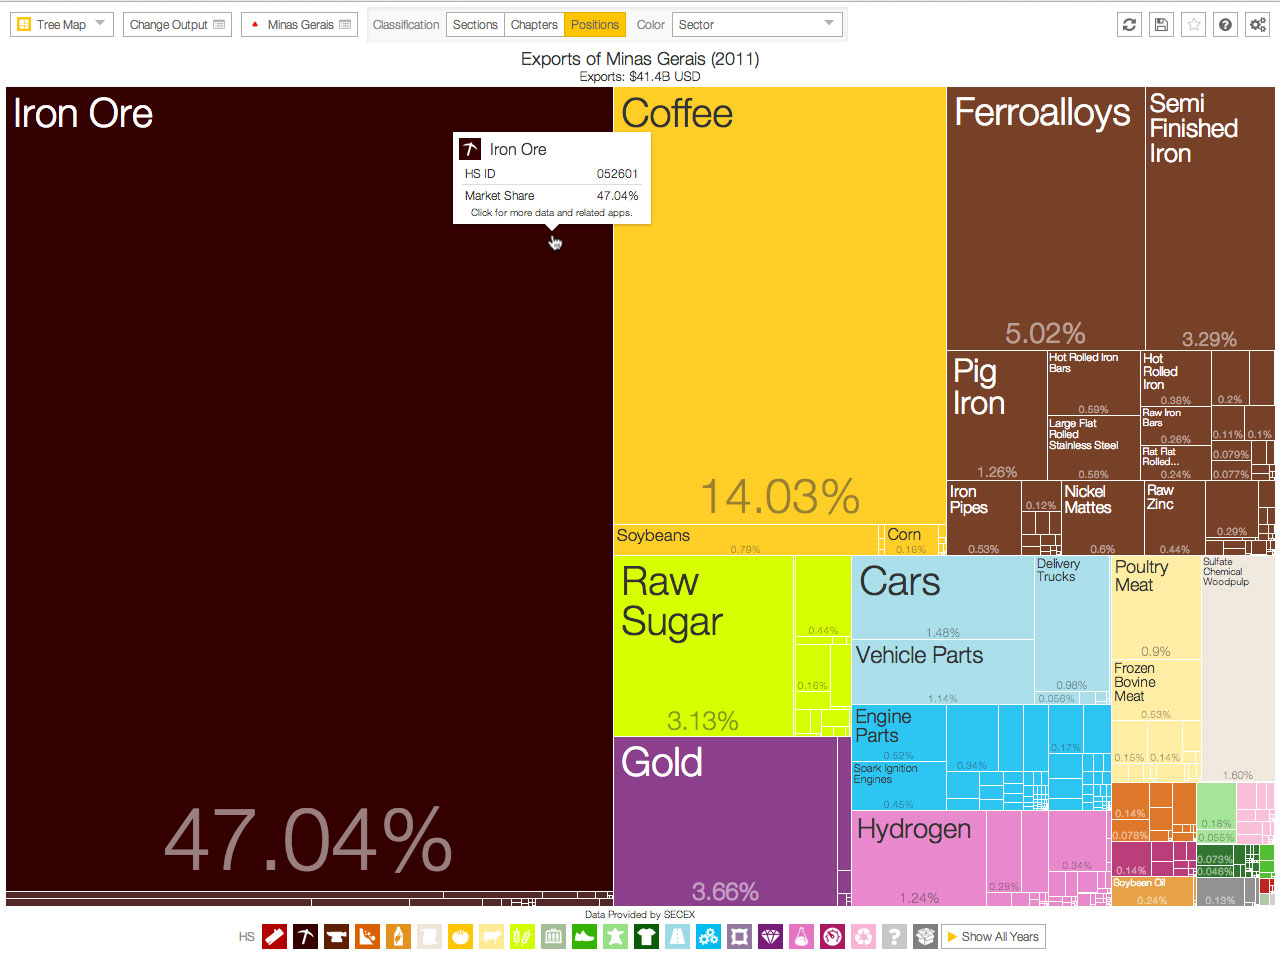 Tree Map
Change Output
Minas Gerais
Classification
Sections
Chapters
Positions
Color
Sector
Exports of Minas Gerais (2011)
Exports: $41.4B USD
Iron Ore
47.04%
Iron Ore
HS ID 052601
Market Share 47.04%
Click for more data and related apps.
Coffee
14.03%
Soybeans
0.79%
Corn
0.16%
Ferroalloys
5.02%
Semi
Finished
Iron
3.29%
Pig
Iron
1.26%
Hot Rolled Iron
Bars
0.59%
Large Flat
Rolled
Stainless Steel
0.58%
Hot
Rolled
Iron
0.38%
Raw Iron
Bars
0.26%
Flat Flat
Rolled...
0.24%
0.2%
0.11%
0.1%
0.079%
0.077%
Iron
Pipes
0.53%
0.12%
Nickel
Mattes
0.6%
Raw
Zinc
0.44%
0.29%
Raw
Sugar
3.13%
0.44%
0.16%
Gold
3.66%
Cars
1.48%
Vehicle Parts
1.14%
Delivery
Trucks
0.98%
0.056%
Engine
Parts
0.52%
Spark Ignition
Engines
0.45%
0.34%
0.17%
Hydrogen
1.24%
0.28%
0.34%
Poultry
Meat
0.9%
Frozen
Bovine
Meat
0.53%
0.15%
0.14%
Sulfate
Chemical
Woodpulp
1.60%
0.14%
0.078%
0.14%
Soybean Oil
0.24%
0.18%
0.055%
0.073%
0.046%
0.13%
Data Provided by SECEX
HS
Show All Years